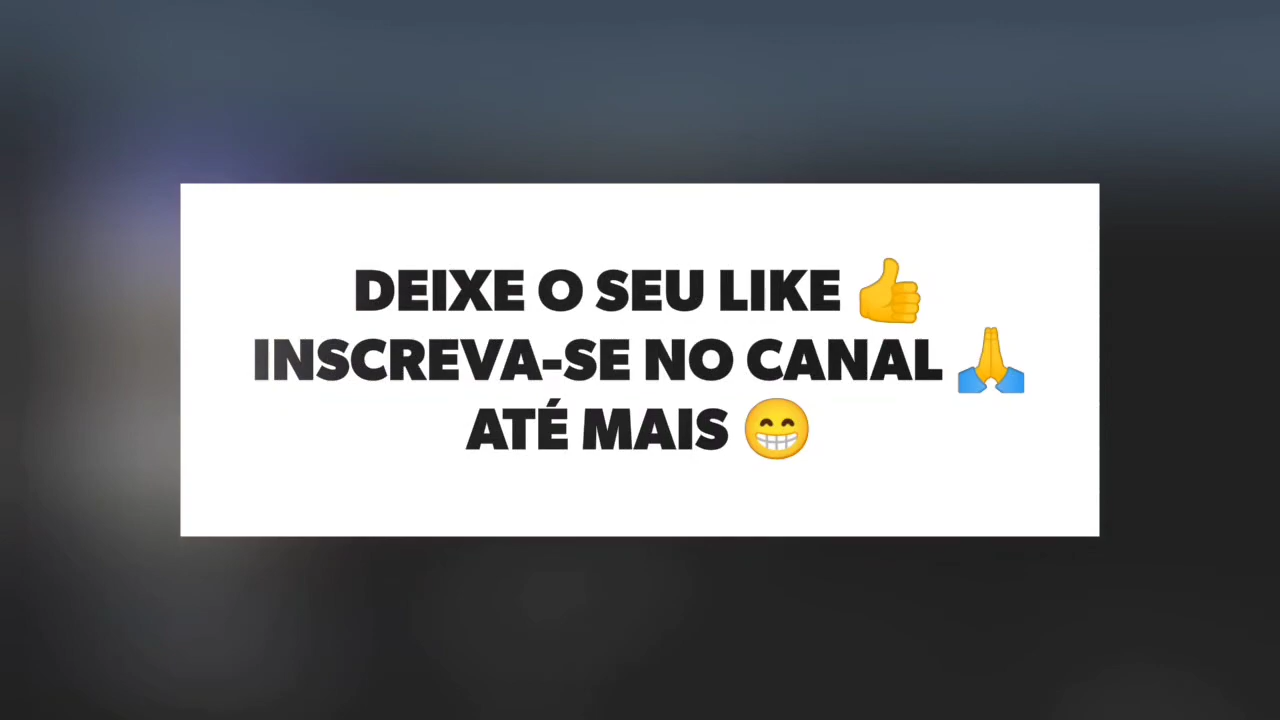 DEIXE O SEU LIKE 👍
INSCREVA-SE NO CANAL 🙏
ATÉ MAIS 😁